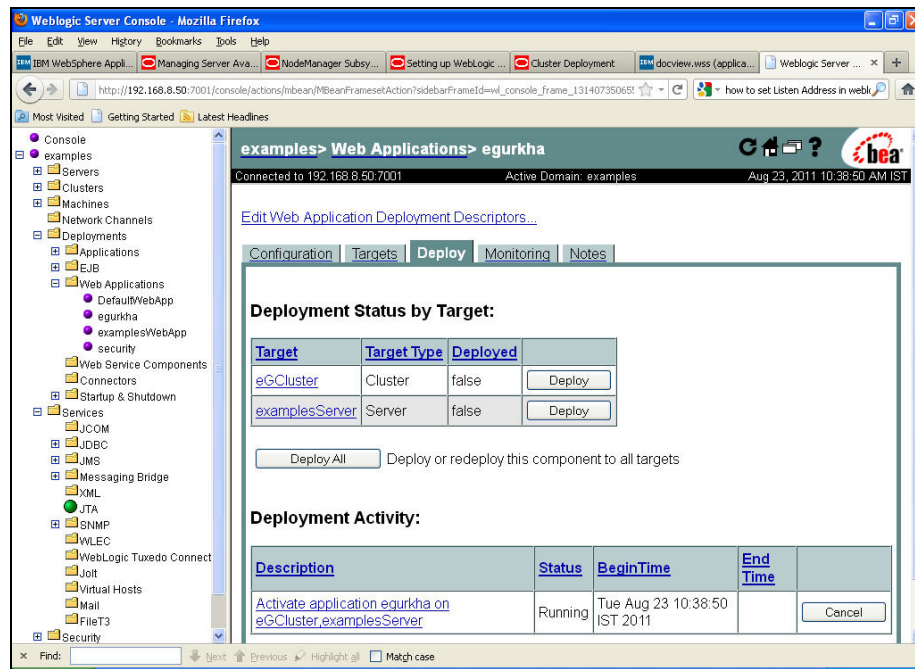 Weblogic Server Console - Mozilla Firefox
File Edit View History Bookmarks Tools Help
IBM WebSphere Appli... Managing Server Ava... NodeManager Subsy... Setting up WebLogic ... Cluster Deployment docview.wss (applica... Weblogic Server ...
http://192.168.8.50:7001/console/actions/mbean/MBeanFramesetAction?sidebarFrameId=wl_console_frame_1314073506 how to set Listen Address in webl
Most Visited Getting Started Latest Headlines
Console
examples
Servers
Clusters
Machines
Network Channels
Deployments
Applications
EJB
Web Applications
DefaultWebApp
egurkha
examplesWebApp
security
Web Service Components
Connectors
Startup & Shutdown
Services
JCOM
JDBC
JMS
Messaging Bridge
XML
JTA
SNMP
WLEC
WebLogic Tuxedo Connect
Jolt
Virtual Hosts
Mail
FileT3
Security
examples> Web Applications> egurkha
bea
Connected to 192.168.8.50:7001 Active Domain: examples Aug 23, 2011 10:38:50 AM IST
Edit Web Application Deployment Descriptors...
Configuration Targets Deploy Monitoring Notes
Deployment Status by Target:
Target Target Type Deployed
eGCluster Cluster false Deploy
examplesServer Server false Deploy
Deploy All Deploy or redeploy this component to all targets
Deployment Activity:
Description Status BeginTime End Time
Activate application egurkha on eGCluster,examplesServer Running Tue Aug 23 10:38:50 IST 2011 Cancel
Find: Next Previous Highlight all Match case